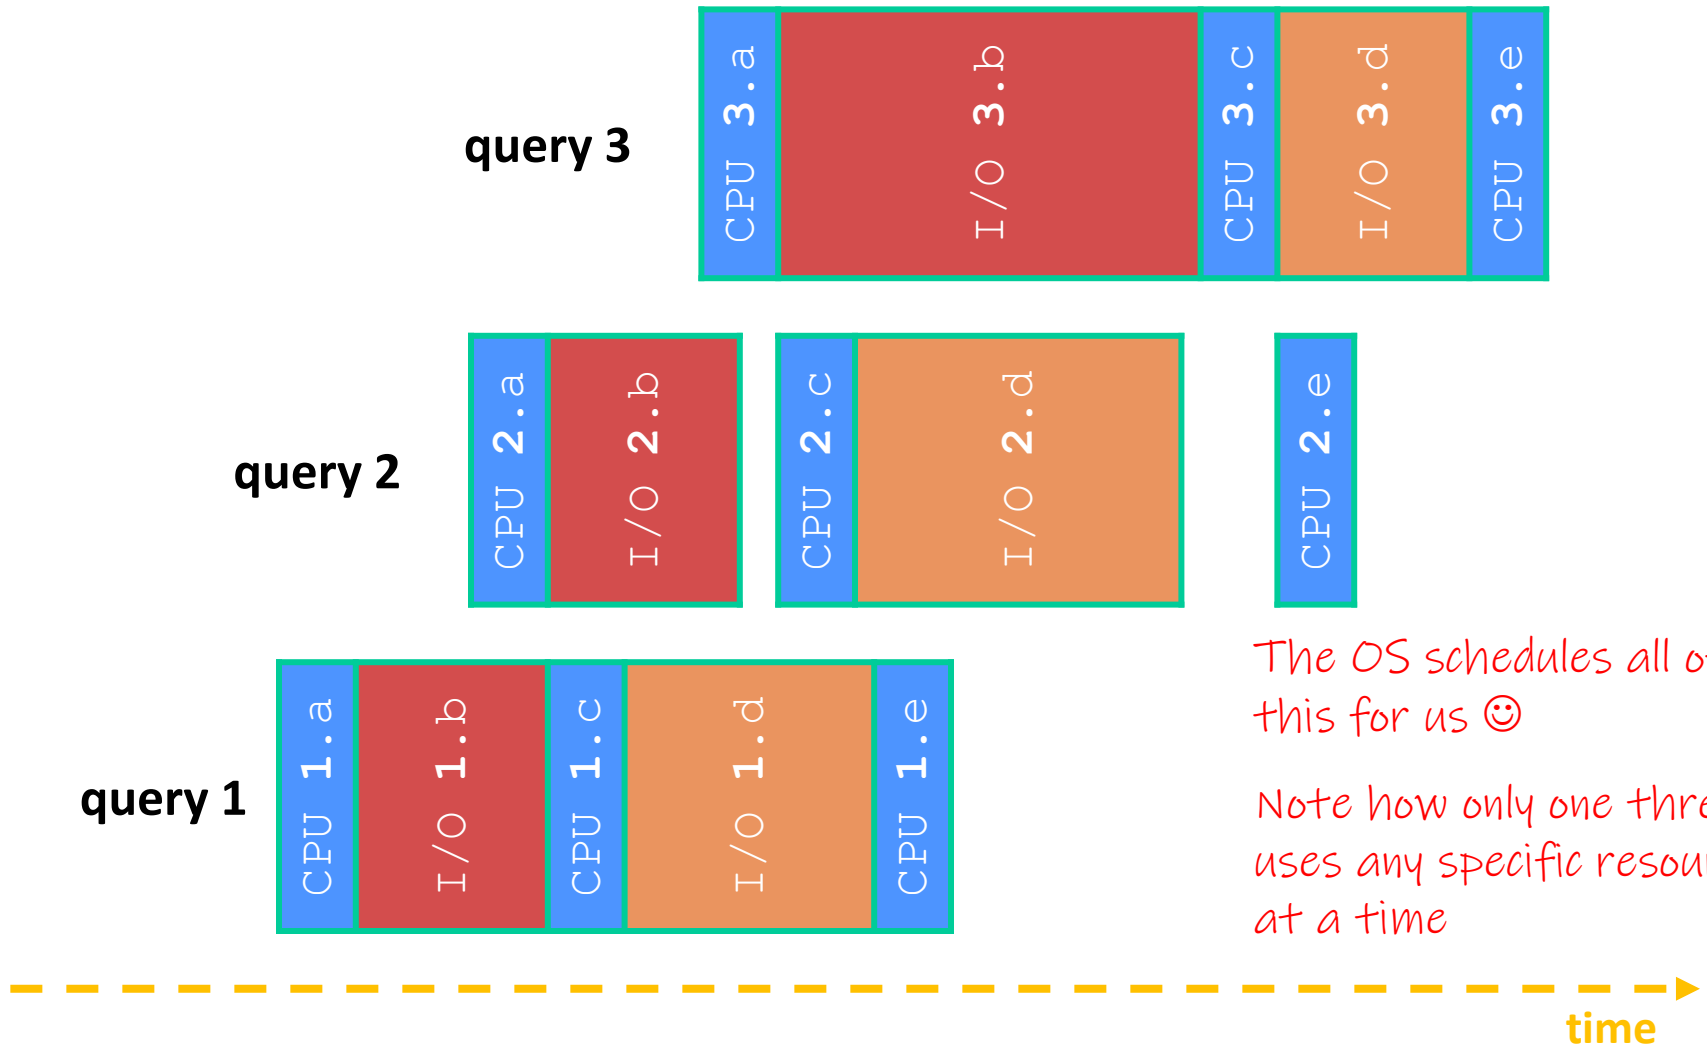 query 3
CPU 3.a
I/O 3.b
CPU 3.c
I/O 3.d
CPU 3.e
query 2
CPU 2.a
I/O 2.b
CPU 2.c
I/O 2.d
CPU 2.e
query 1
CPU 1.a
I/O 1.b
CPU 1.c
I/O 1.d
CPU 1.e
The OS schedules all
this for us ☺
Note how only one
uses any specific
at a time
time